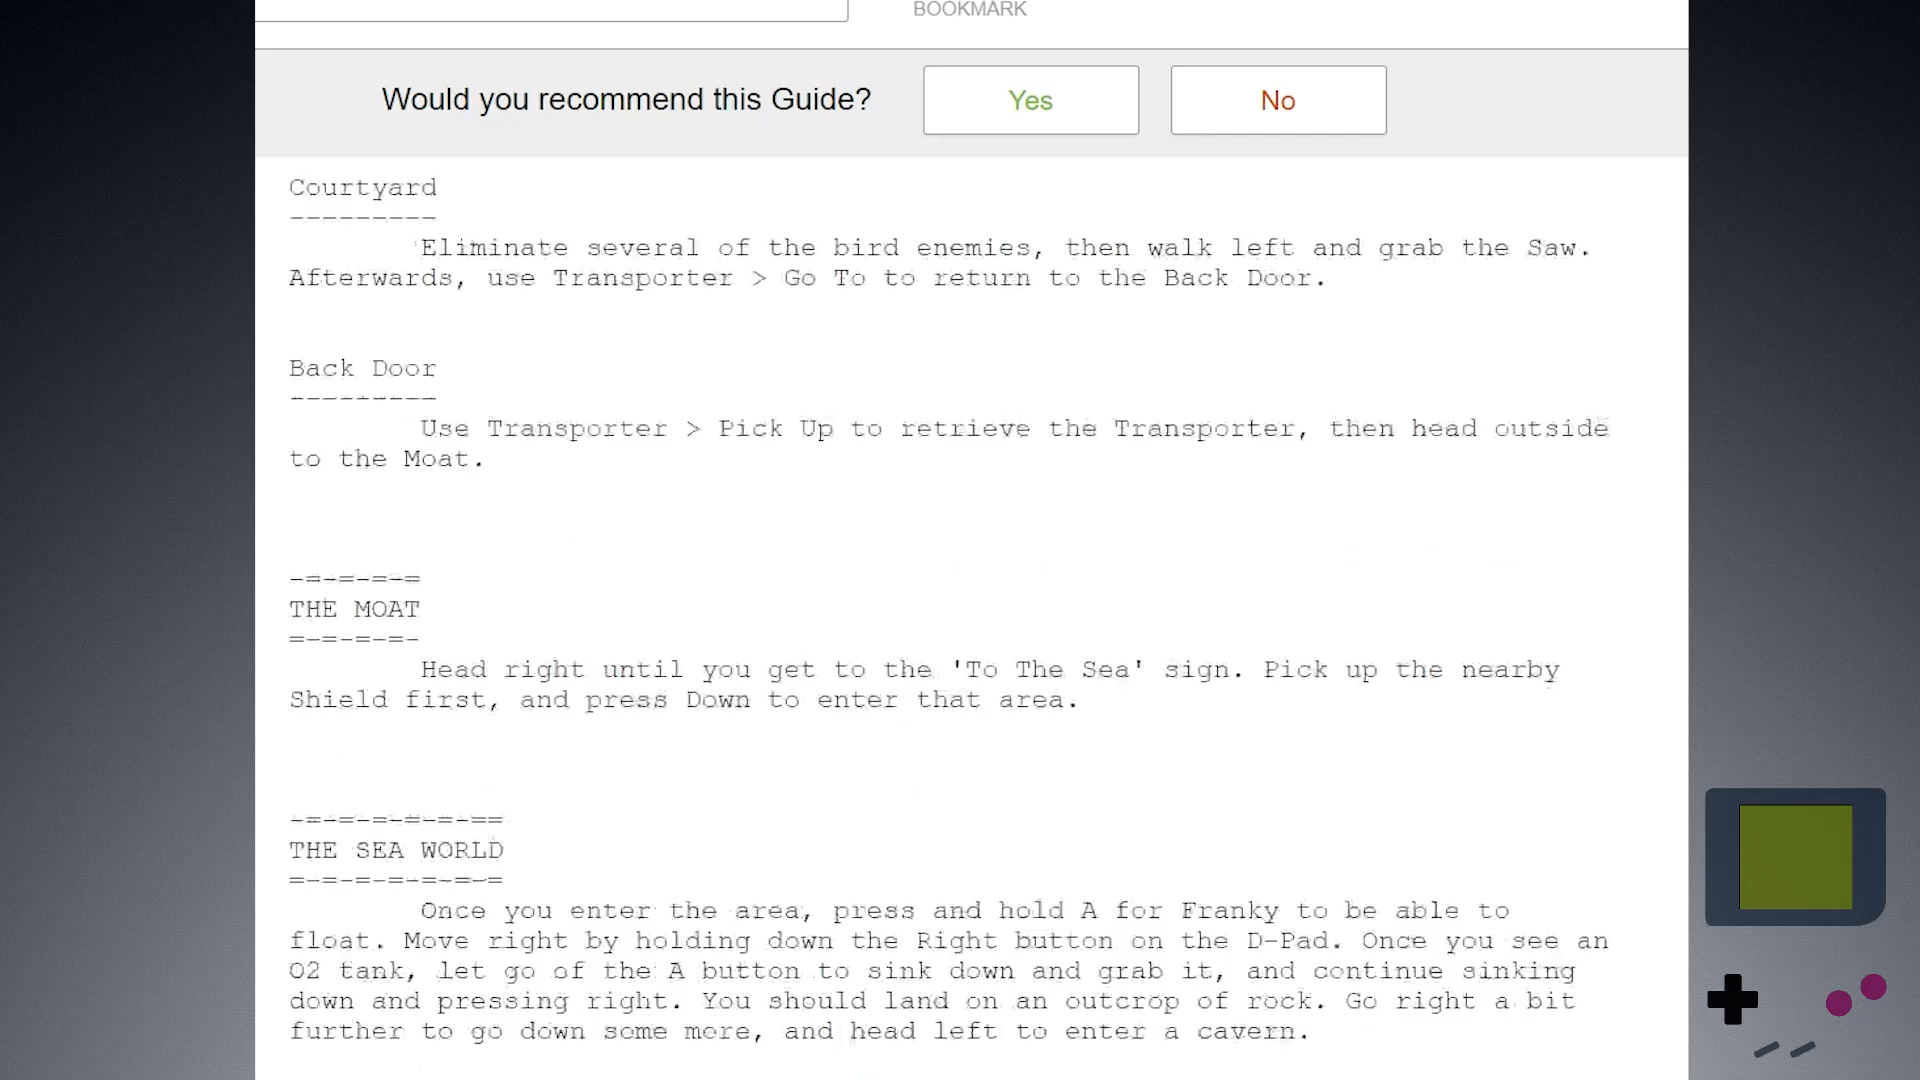 BOOKMARK
Would you recommend this Guide?
Yes
No
Courtyard
---------
Eliminate several of the bird enemies, then walk left and grab the Saw.
Afterwards, use Transporter > Go To to return to the Back Door.
Back Door
---------
Use Transporter > Pick Up to retrieve the Transporter, then head outside
to the Moat.
-=-=-=-=
THE MOAT
=-=-=-=-
Head right until you get to the 'To The Sea' sign. Pick up the nearby
Shield first, and press Down to enter that area.
-=-=-=-=-=-==
THE SEA WORLD
=-=-=-=-=-=-=
Once you enter the area, press and hold A for Franky to be able to
float. Move right by holding down the Right button on the D-Pad. Once you see an
O2 tank, let go of the A button to sink down and grab it, and continue sinking
down and pressing right. You should land on an outcrop of rock. Go right a bit
further to go down some more, and head left to enter a cavern.